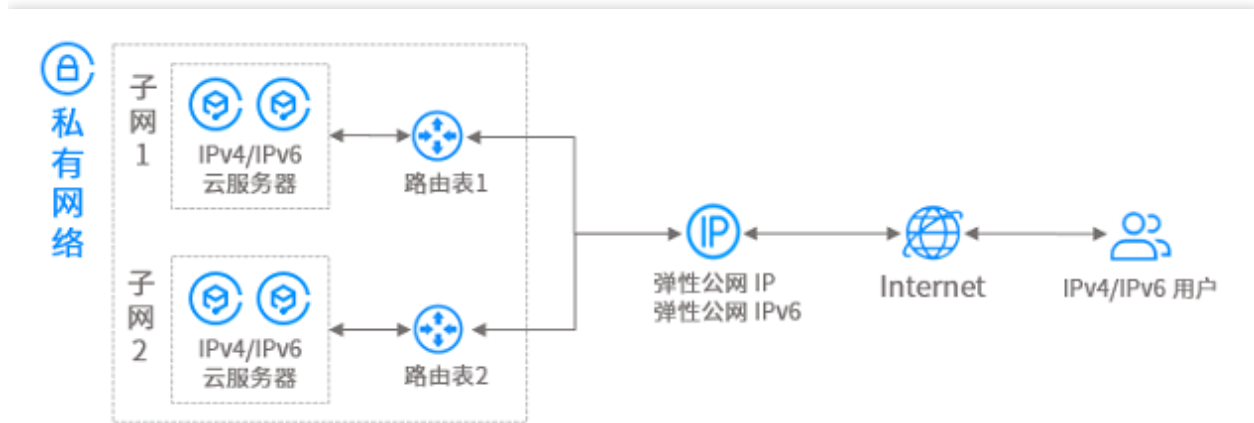 私有网络
子网1
IPv4/IPv6
云服务器
路由表1
子网2
IPv4/IPv6
云服务器
路由表2
IP
弹性公网 IP
弹性公网 IPv6
Internet
IPv4/IPv6 用户